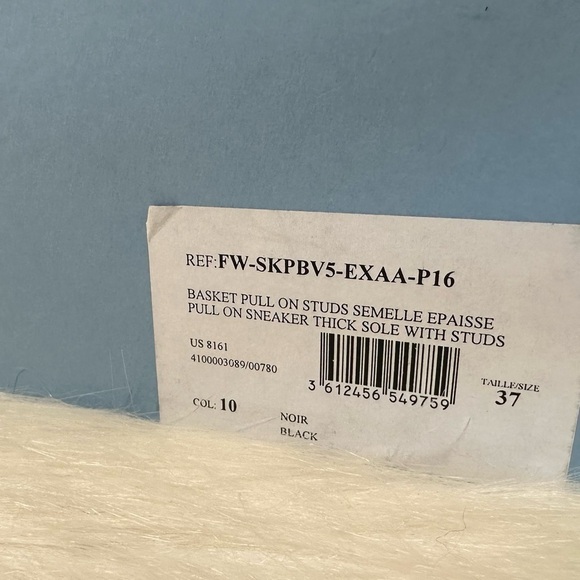 REF:FW-SKPBV5-EXAA-P16
BASKET PULL ON STUDS SEMELLE EPAISSE
PULL ON SNEAKER THICK SOLE WITH STUDS
US 8161
4100003089/00780
3 612456 549759
TAILLE/SIZE
37
COL: 10
NOIR
BLACK